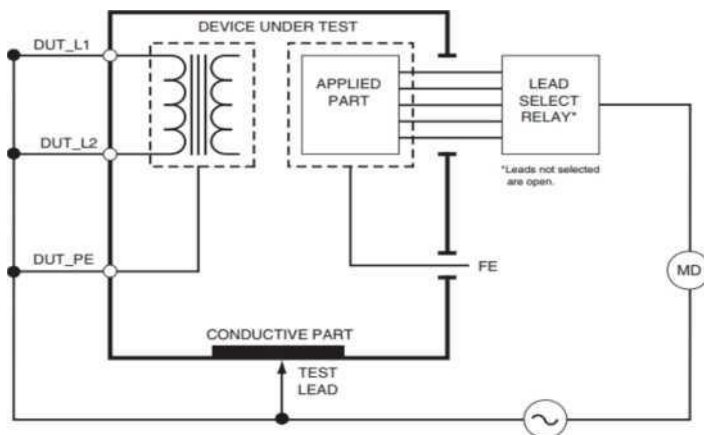 DEVICE UNDER TEST
DUT_L1
APPLIED
PART
LEAD
SELECT
RELAY*
DUT_L2
*Leads not selected
are open.
DUT_PE
FE
MD
CONDUCTIVE PART
TEST
LEAD